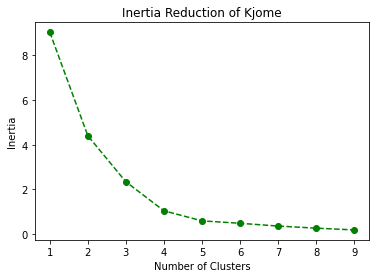 Inertia Reduction of Kjome
8
6
4
2
0
Inertia
1 2 3 4 5 6 7 8 9
Number of Clusters